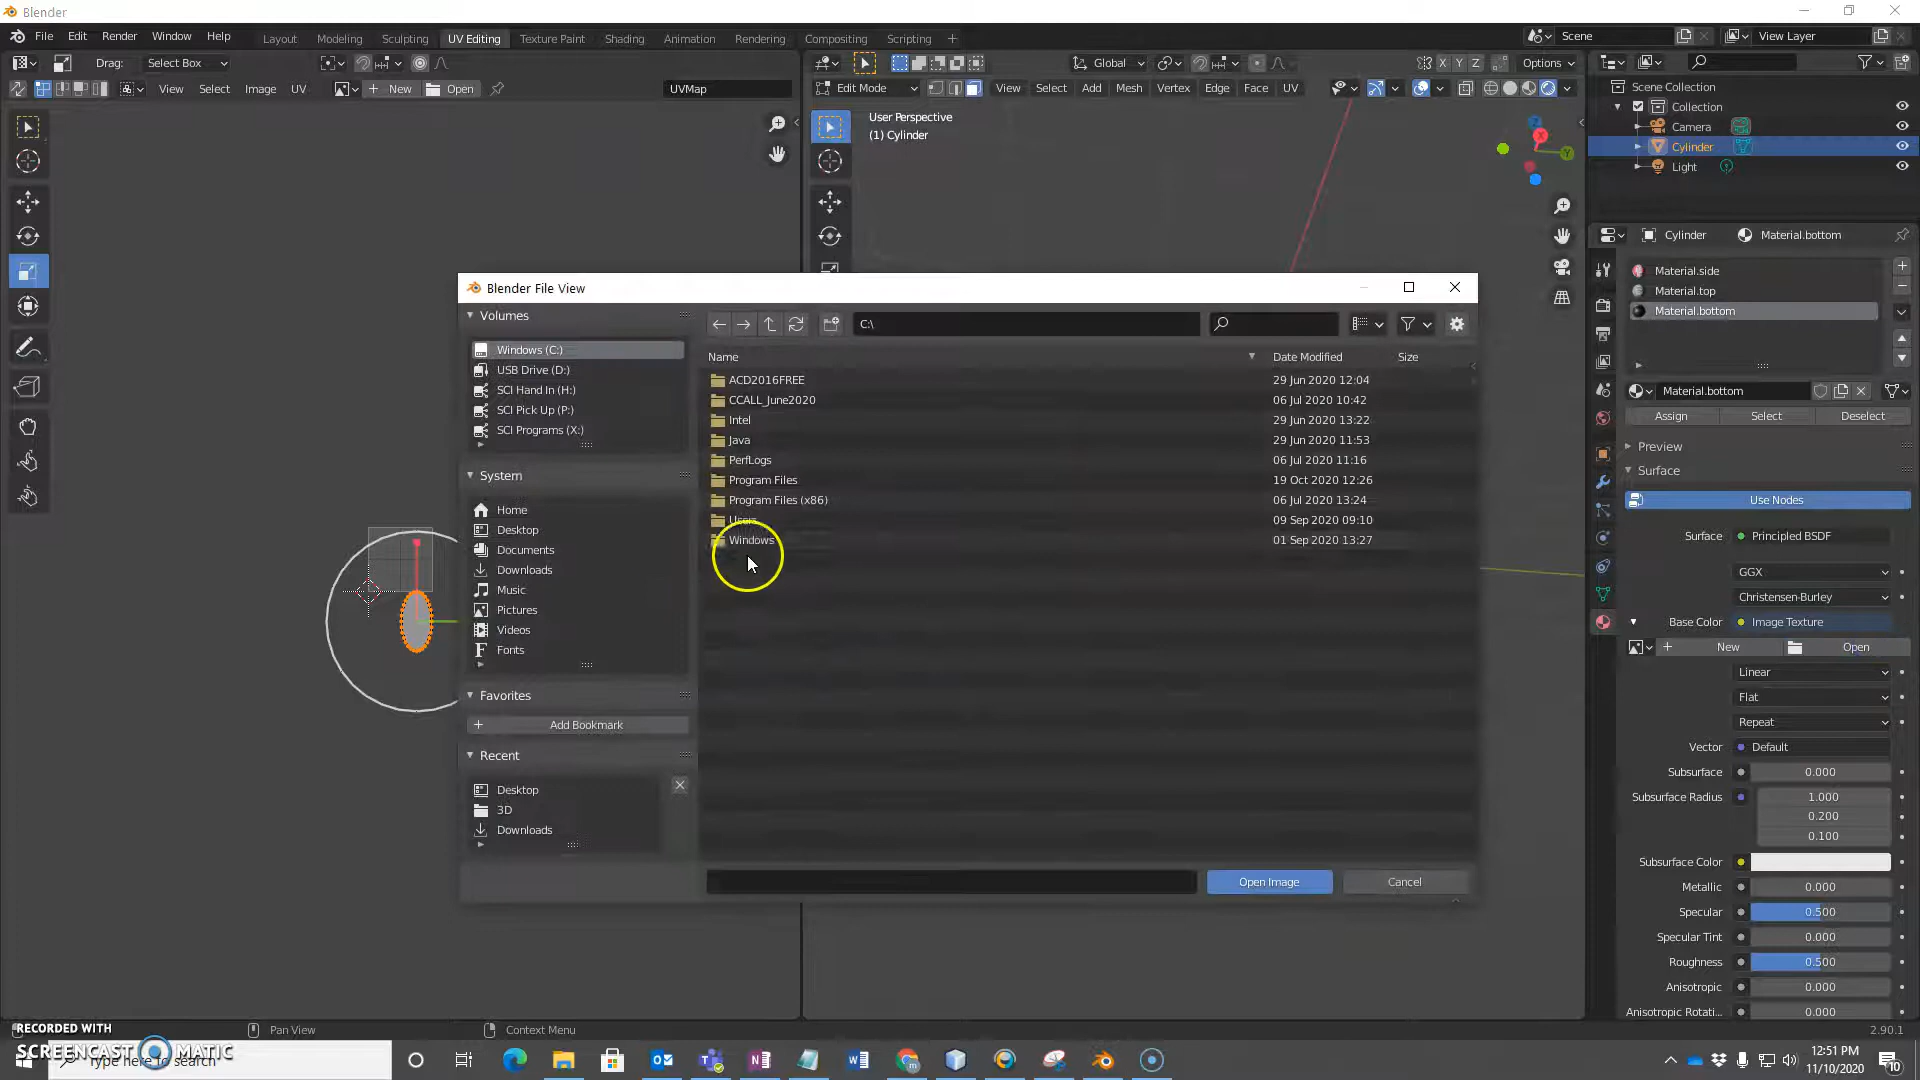 Blender
File Edit Render Window Help Layout Modeling Sculpting UV Editing Texture Paint Shading Animation Rendering Compositing Scripting + Scene View Layer
Drag: Select Box Global X Y Z Options
View Select Image UV + New Open UVMap Edit Mode View Select Add Mesh Vertex Edge Face UV
Scene Collection
Collection
Camera
Cylinder
Light
User Perspective
(1) Cylinder
Cylinder Material.bottom
Material.side
Material.top
Material.bottom
Material.bottom
Assign Select Deselect
Preview
Surface
Use Nodes
Surface Principled BSDF
GGX
Christensen-Burley
Base Color Image Texture
+ New Open
Linear
Flat
Repeat
Vector Default
Subsurface 0.000
Subsurface Radius 1.000
0.200
0.100
Subsurface Color
Metallic 0.000
Specular 0.500
Specular Tint 0.000
Roughness 0.500
Anisotropic 0.000
Anisotropic Rotati... 0.000
Blender File View
Volumes
Windows (C:)
USB Drive (D:)
SCI Hand In (H:)
SCI Pick Up (P:)
SCI Programs (X:)
System
Home
Desktop
Documents
Downloads
Music
Pictures
Videos
Fonts
Favorites
+ Add Bookmark
Recent
Desktop
3D
Downloads
C:\
Name Date Modified Size
ACD2016FREE 29 Jun 2020 12:04
CCALL_June2020 06 Jul 2020 10:42
Intel 29 Jun 2020 13:22
Java 29 Jun 2020 11:53
PerfLogs 06 Jul 2020 11:16
Program Files 19 Oct 2020 12:26
Program Files (x86) 06 Jul 2020 13:24
Users 09 Sep 2020 09:10
Windows 01 Sep 2020 13:27
Open Image Cancel
Pan View Context Menu 2.90.1
RECORDED WITH
SCREENCAST MATIC
Type here to search
12:51 PM
11/10/2020
10